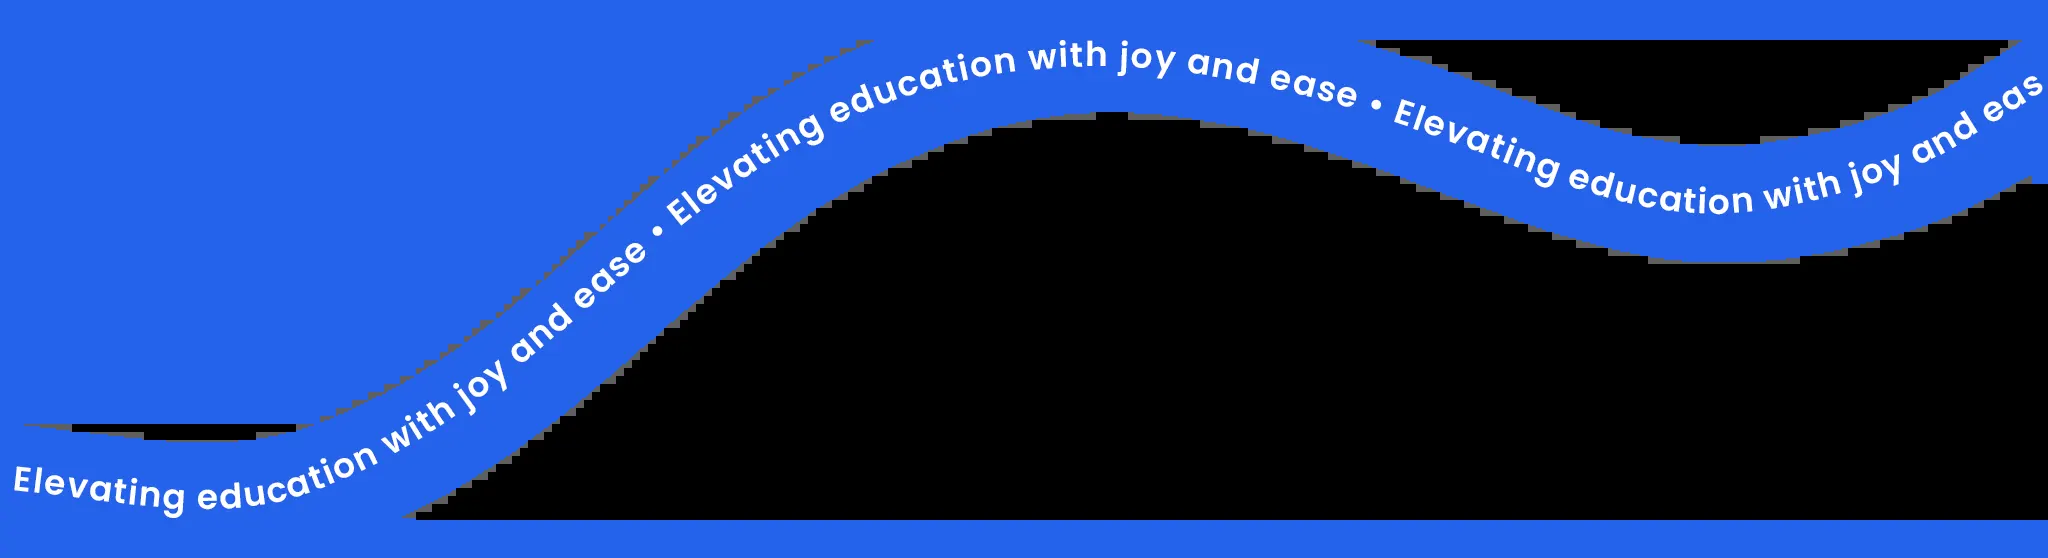 Elevating education with joy and ease • Elevating education with joy and ease • Elevating education with joy and eas